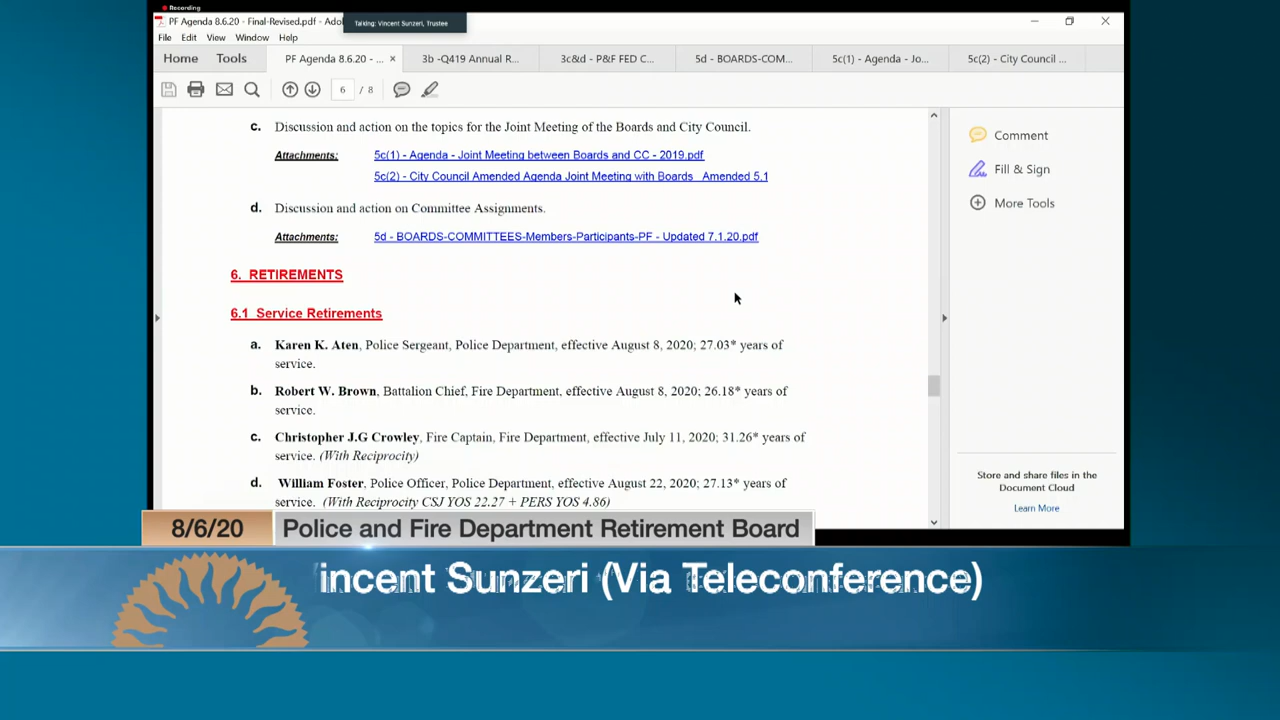 Recording
PF Agenda 8.6.20 - Final-Revised.pdf - Adob
Talking: Vincent Sunzeri, Trustee
File Edit View Window Help
Home Tools PF Agenda 8.6.20 - ... × 3b -Q419 Annual R... 3c&d - P&F FED C... 5d - BOARDS-COM... 5c(1) - Agenda - Jo... 5c(2) - City Council ...
6 / 8
c. Discussion and action on the topics for the Joint Meeting of the Boards and City Council.
Attachments: 5c(1) - Agenda - Joint Meeting between Boards and CC - 2019.pdf
5c(2) - City Council Amended Agenda Joint Meeting with Boards_ Amended 5.1
d. Discussion and action on Committee Assignments.
Attachments: 5d - BOARDS-COMMITTEES-Members-Participants-PF - Updated 7.1.20.pdf
6. RETIREMENTS
6.1 Service Retirements
a. Karen K. Aten, Police Sergeant, Police Department, effective August 8, 2020; 27.03* years of
service.
b. Robert W. Brown, Battalion Chief, Fire Department, effective August 8, 2020; 26.18* years of
service.
c. Christopher J.G Crowley, Fire Captain, Fire Department, effective July 11, 2020; 31.26* years of
service. (With Reciprocity)
d. William Foster, Police Officer, Police Department, effective August 22, 2020; 27.13* years of
service. (With Reciprocity CSJ YOS 22.27 + PERS YOS 4.86)
Comment
Fill & Sign
More Tools
Store and share files in the
Document Cloud
Learn More
8/6/20 Police and Fire Department Retirement Board
incent Sunzeri (Via Teleconference)